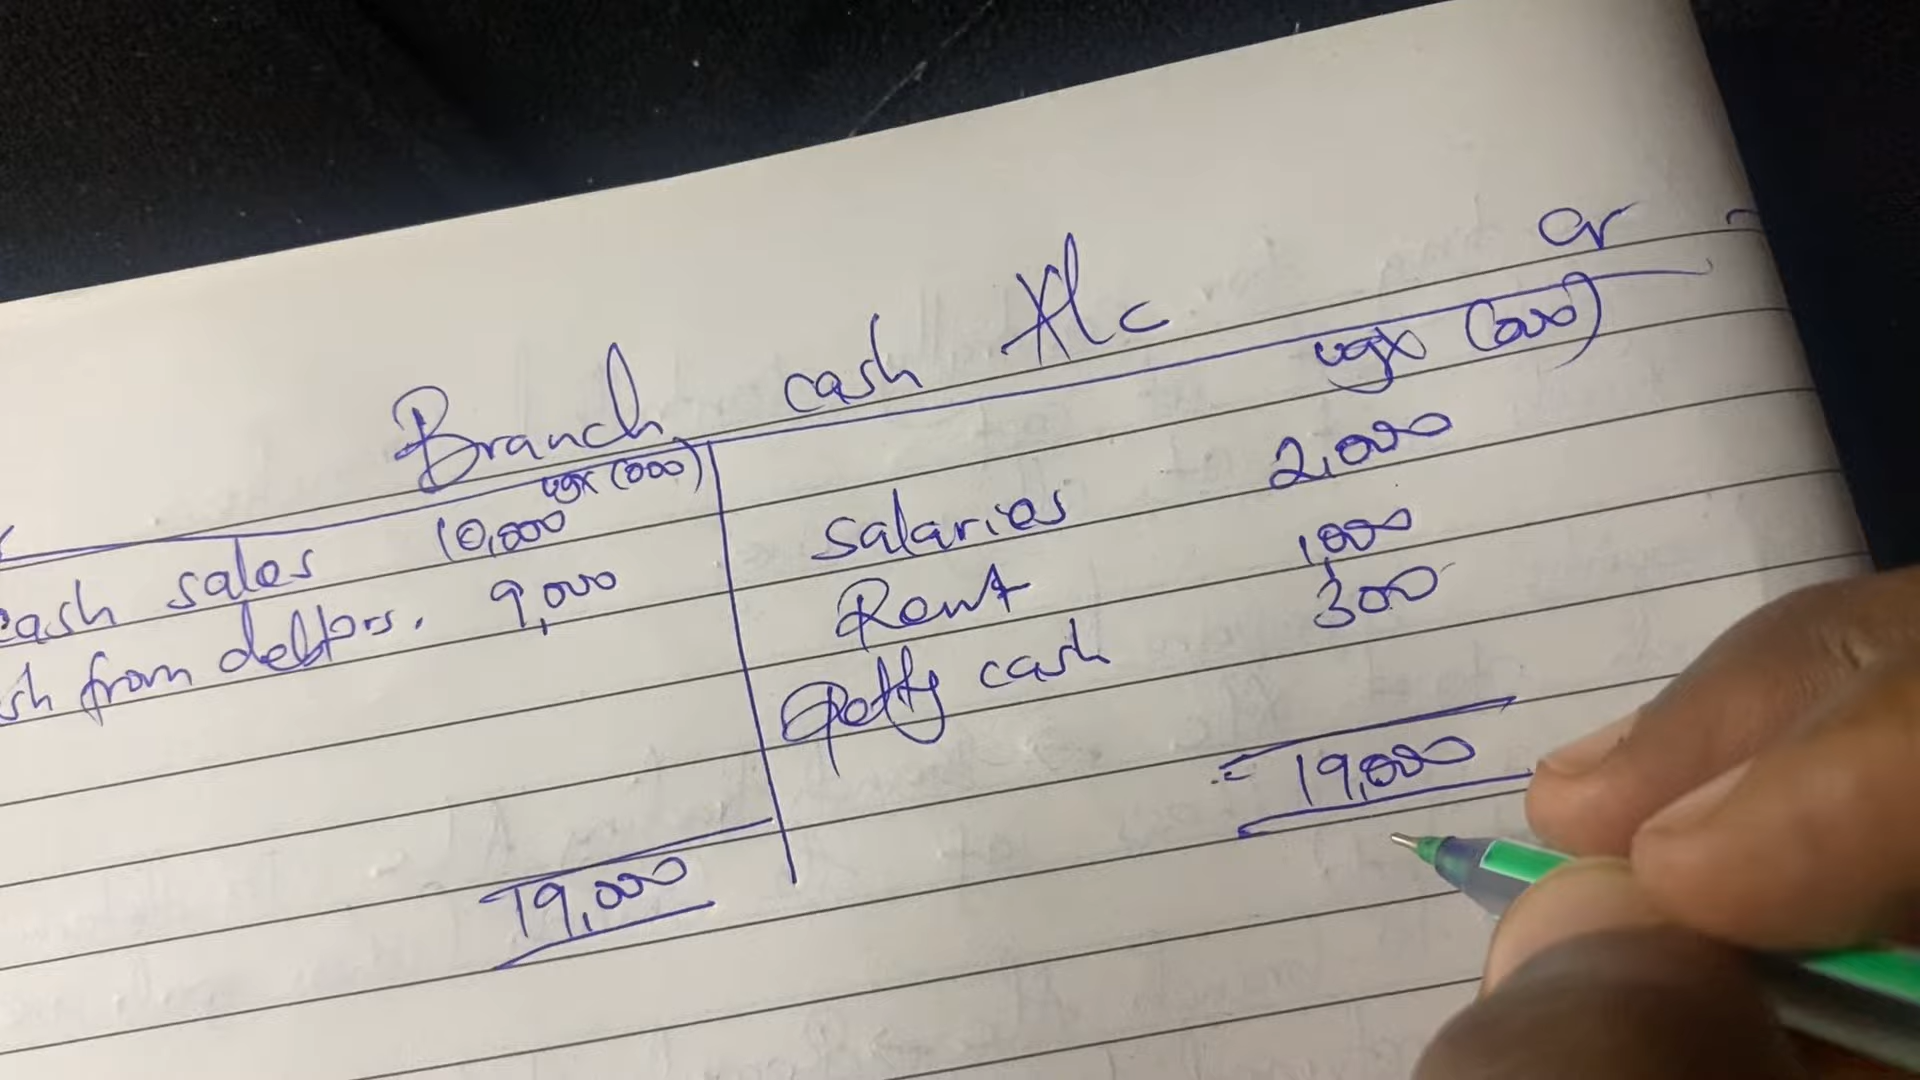 Cr
Branch cash A/c
ugx (000) ugx (000)
cash sales 10,000 Salaries 2,000
from debtors. 9,000 Rent 1,000
Petty cash 300
19,000 = 19,000